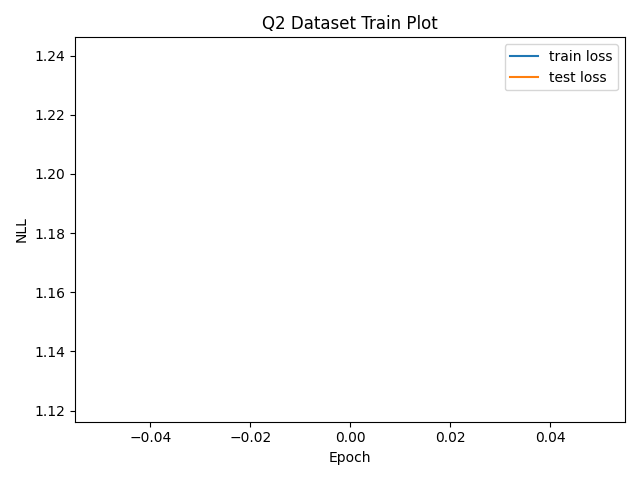 Q2 Dataset Train Plot
train loss
test loss
1.24
1.22
1.20
1.18
1.16
1.14
1.12
NLL
−0.04 −0.02 0.00 0.02 0.04
Epoch